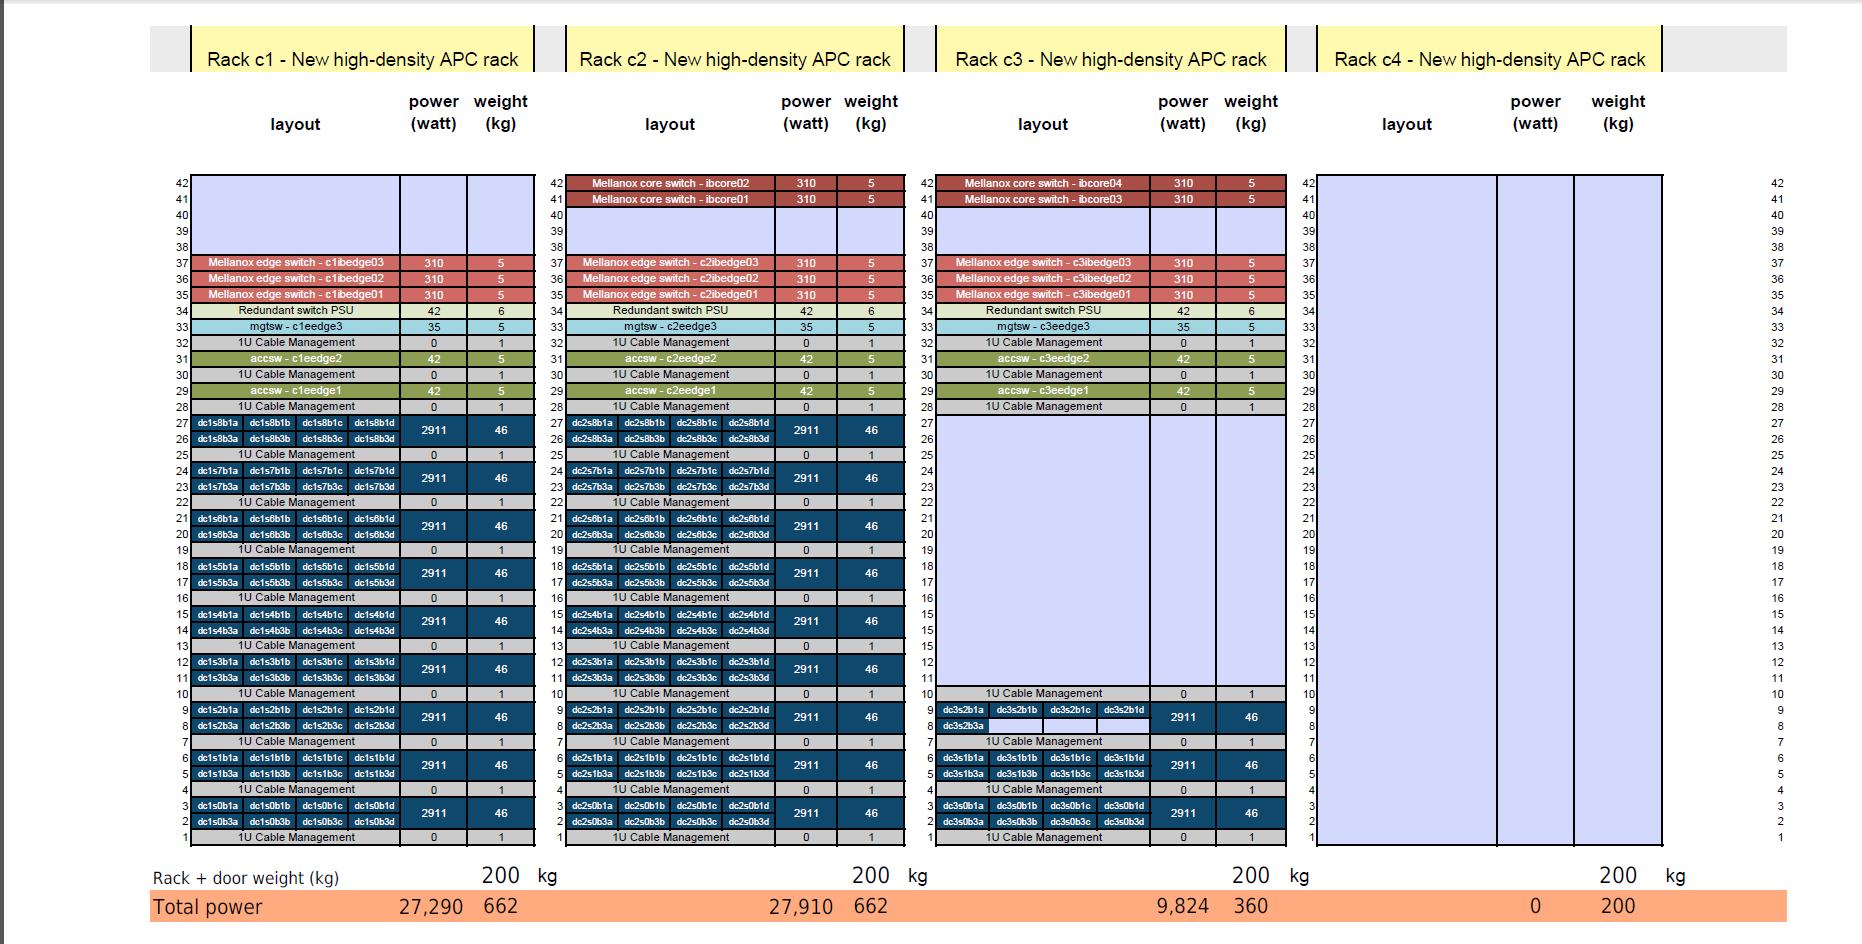 Rack c1 - New high-density APC rack Rack c2 - New high-density APC rack Rack c3 - New high-density APC rack Rack c4 - New high-density APC rack
power weight power weight power weight power weight
layout (watt) (kg) layout (watt) (kg) layout (watt) (kg) layout (watt) (kg)
42 42 Mellanox core switch - ibcore02 310 5 42 Mellanox core switch - ibcore04 310 5 42 42
41 41 Mellanox core switch - ibcore01 310 5 41 Mellanox core switch - ibcore03 310 5 41 41
40 40 40 40 40
39 39 39 39 39
38 38 38 38 38
37 Mellanox edge switch - c1ibedge03 310 5 37 Mellanox edge switch - c2ibedge03 310 5 37 Mellanox edge switch - c3ibedge03 310 5 37 37
36 Mellanox edge switch - c1ibedge02 310 5 36 Mellanox edge switch - c2ibedge02 310 5 36 Mellanox edge switch - c3ibedge02 310 5 36 36
35 Mellanox edge switch - c1ibedge01 310 5 35 Mellanox edge switch - c2ibedge01 310 5 35 Mellanox edge switch - c3ibedge01 310 5 35 35
34 Redundant switch PSU 42 6 34 Redundant switch PSU 42 6 34 Redundant switch PSU 42 6 34 34
33 mgtsw - c1eedge3 35 5 33 mgtsw - c2eedge3 35 5 33 mgtsw - c3eedge3 35 5 33 33
32 1U Cable Management 0 1 32 1U Cable Management 0 1 32 1U Cable Management 0 1 32 32
31 accsw - c1eedge2 42 5 31 accsw - c2eedge2 42 5 31 accsw - c3eedge2 42 5 31 31
30 1U Cable Management 0 1 30 1U Cable Management 0 1 30 1U Cable Management 0 1 30 30
29 accsw - c1eedge1 42 5 29 accsw - c2eedge1 42 5 29 accsw - c3eedge1 42 5 29 29
28 1U Cable Management 0 1 28 1U Cable Management 0 1 28 1U Cable Management 0 1 28 28
27 dc1s8b1a dc1s8b1b dc1s8b1c dc1s8b1d 27 dc2s8b1a dc2s8b1b dc2s8b1c dc2s8b1d 27 27 27
2911 46 2911 46
26 dc1s8b3a dc1s8b3b dc1s8b3c dc1s8b3d 26 dc2s8b3a dc2s8b3b dc2s8b3c dc2s8b3d 26 26 26
25 1U Cable Management 0 1 25 1U Cable Management 0 1 25 25 25
24 dc1s7b1a dc1s7b1b dc1s7b1c dc1s7b1d 24 dc2s7b1a dc2s7b1b dc2s7b1c dc2s7b1d 24 24 24
2911 46 2911 46
23 dc1s7b3a dc1s7b3b dc1s7b3c dc1s7b3d 23 dc2s7b3a dc2s7b3b dc2s7b3c dc2s7b3d 23 23 23
22 1U Cable Management 0 1 22 1U Cable Management 0 1 22 22 22
21 dc1s6b1a dc1s6b1b dc1s6b1c dc1s6b1d 21 dc2s6b1a dc2s6b1b dc2s6b1c dc2s6b1d 21 21 21
2911 46 2911 46
20 dc1s6b3a dc1s6b3b dc1s6b3c dc1s6b3d 20 dc2s6b3a dc2s6b3b dc2s6b3c dc2s6b3d 20 20 20
19 1U Cable Management 0 1 19 1U Cable Management 0 1 19 19 19
18 dc1s5b1a dc1s5b1b dc1s5b1c dc1s5b1d 18 dc2s5b1a dc2s5b1b dc2s5b1c dc2s5b1d 18 18 18
2911 46 2911 46
17 dc1s5b3a dc1s5b3b dc1s5b3c dc1s5b3d 17 dc2s5b3a dc2s5b3b dc2s5b3c dc2s5b3d 17 17 17
16 1U Cable Management 0 1 16 1U Cable Management 0 1 16 16 16
15 dc1s4b1a dc1s4b1b dc1s4b1c dc1s4b1d 15 dc2s4b1a dc2s4b1b dc2s4b1c dc2s4b1d 15 15 15
2911 46 2911 46
14 dc1s4b3a dc1s4b3b dc1s4b3c dc1s4b3d 14 dc2s4b3a dc2s4b3b dc2s4b3c dc2s4b3d 15 14 14
13 1U Cable Management 0 1 13 1U Cable Management 0 1 15 13 13
12 dc1s3b1a dc1s3b1b dc1s3b1c dc1s3b1d 12 dc2s3b1a dc2s3b1b dc2s3b1c dc2s3b1d 12 12 12
2911 46 2911 46
11 dc1s3b3a dc1s3b3b dc1s3b3c dc1s3b3d 11 dc2s3b3a dc2s3b3b dc2s3b3c dc2s3b3d 11 11 11
10 1U Cable Management 0 1 10 1U Cable Management 0 1 10 1U Cable Management 0 1 10 10
9 dc1s2b1a dc1s2b1b dc1s2b1c dc1s2b1d 9 dc2s2b1a dc2s2b1b dc2s2b1c dc2s2b1d 9 dc3s2b1a dc3s2b1b dc3s2b1c dc3s2b1d 9 9
2911 46 2911 46 2911 46
8 dc1s2b3a dc1s2b3b dc1s2b3c dc1s2b3d 8 dc2s2b3a dc2s2b3b dc2s2b3c dc2s2b3d 8 dc3s2b3a 8 8
7 1U Cable Management 0 1 7 1U Cable Management 0 1 7 1U Cable Management 0 1 7 7
6 dc1s1b1a dc1s1b1b dc1s1b1c dc1s1b1d 6 dc2s1b1a dc2s1b1b dc2s1b1c dc2s1b1d 6 dc3s1b1a dc3s1b1b dc3s1b1c dc3s1b1d 6 6
2911 46 2911 46 2911 46
5 dc1s1b3a dc1s1b3b dc1s1b3c dc1s1b3d 5 dc2s1b3a dc2s1b3b dc2s1b3c dc2s1b3d 5 dc3s1b3a dc3s1b3b dc3s1b3c dc3s1b3d 5 5
4 1U Cable Management 0 1 4 1U Cable Management 0 1 4 1U Cable Management 0 1 4 4
3 dc1s0b1a dc1s0b1b dc1s0b1c dc1s0b1d 3 dc2s0b1a dc2s0b1b dc2s0b1c dc2s0b1d 3 dc3s0b1a dc3s0b1b dc3s0b1c dc3s0b1d 3 3
2911 46 2911 46 2911 46
2 dc1s0b3a dc1s0b3b dc1s0b3c dc1s0b3d 2 dc2s0b3a dc2s0b3b dc2s0b3c dc2s0b3d 2 dc3s0b3a dc3s0b3b dc3s0b3c dc3s0b3d 2 2
1 1U Cable Management 0 1 1 1U Cable Management 0 1 1 1U Cable Management 0 1 1 1
Rack + door weight (kg) 200 kg 200 kg 200 kg 200 kg
Total power 27,290 662 27,910 662 9,824 360 0 200